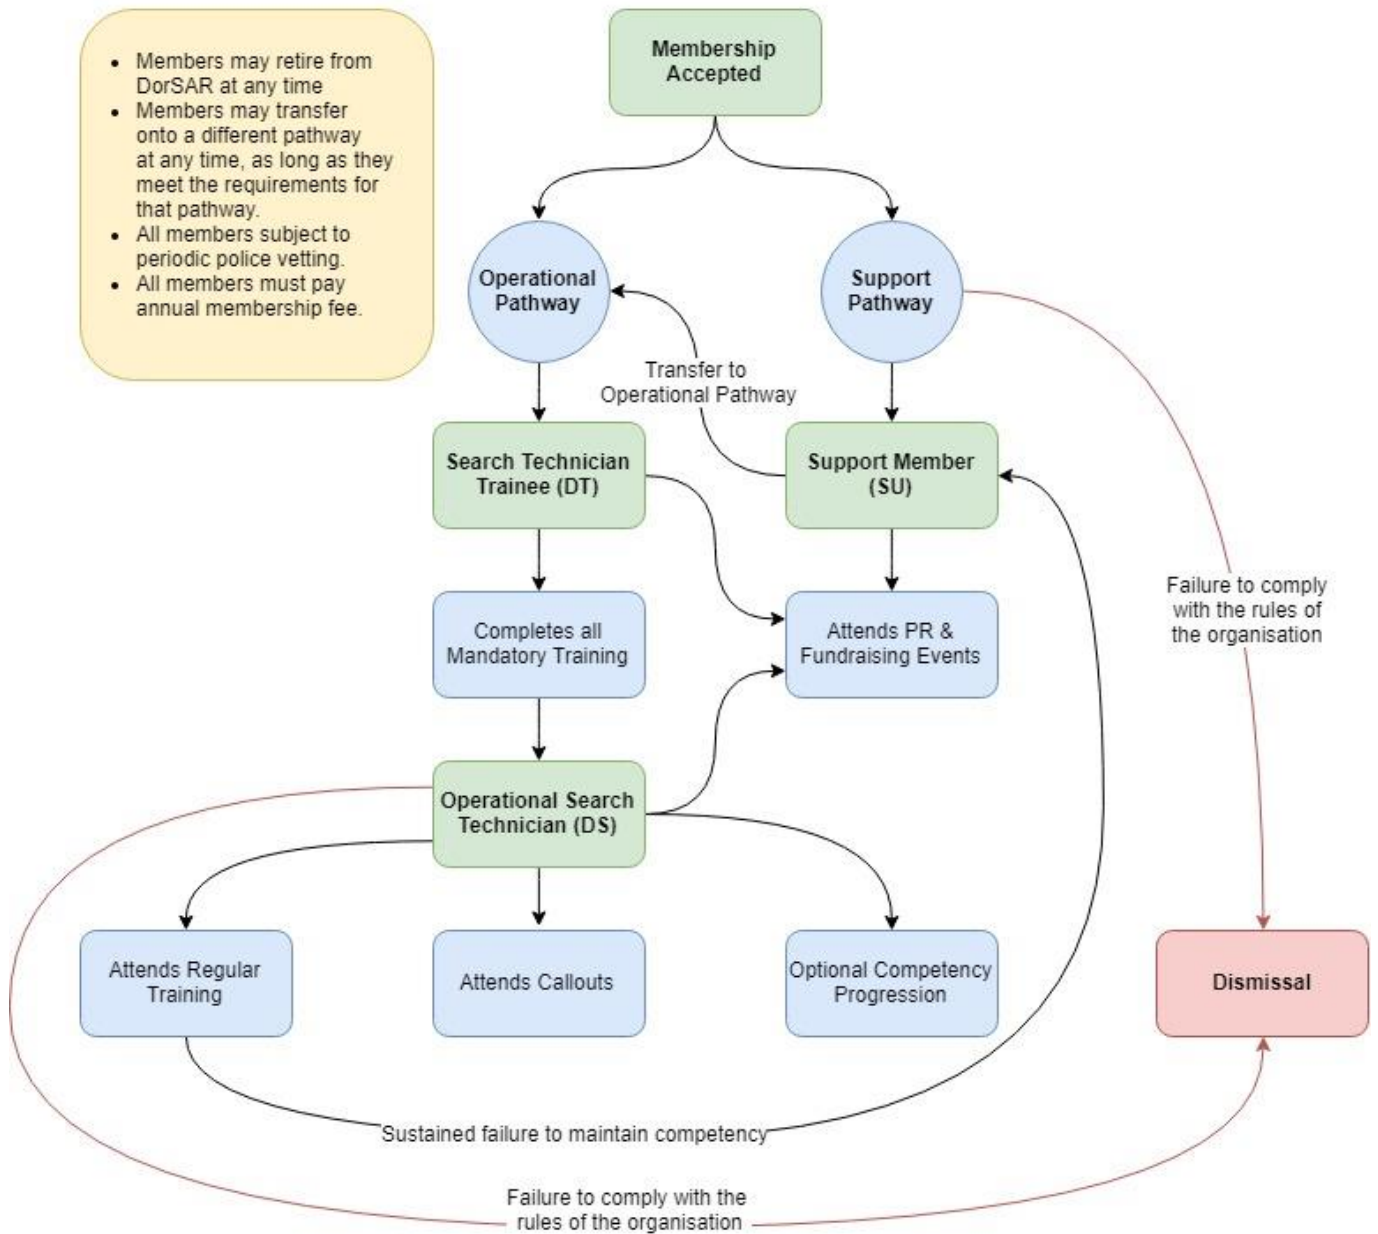 • Members may retire from
DorSAR at any time
• Members may transfer
onto a different pathway
at any time, as long as they
meet the requirements for
that pathway.
• All members subject to
periodic police vetting.
• All members must pay
annual membership fee.
Membership
Accepted
Operational
Pathway
Support
Pathway
Transfer to
Operational Pathway
Search Technician
Trainee (DT)
Support Member
(SU)
Failure to comply
with the rules of
the organisation
Completes all
Mandatory Training
Attends PR &
Fundraising Events
Operational Search
Technician (DS)
Attends Regular
Training
Attends Callouts
Optional Competency
Progression
Dismissal
Sustained failure to maintain competency
Failure to comply with the
rules of the organisation